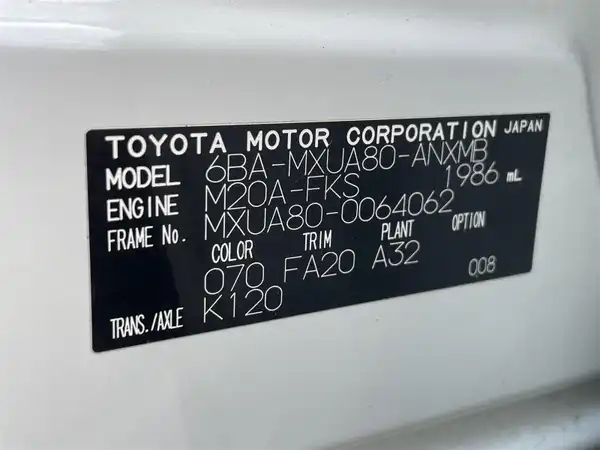 TOYOTA MOTOR CORPORATION JAPAN
MODEL 6BA-MXUA80-ANXMB
ENGINE M20A-FKS 1986 mL
FRAME No. MXUA80-0064062
COLOR TRIM PLANT OPTION
070 FA20 A32 008
TRANS./AXLE K120